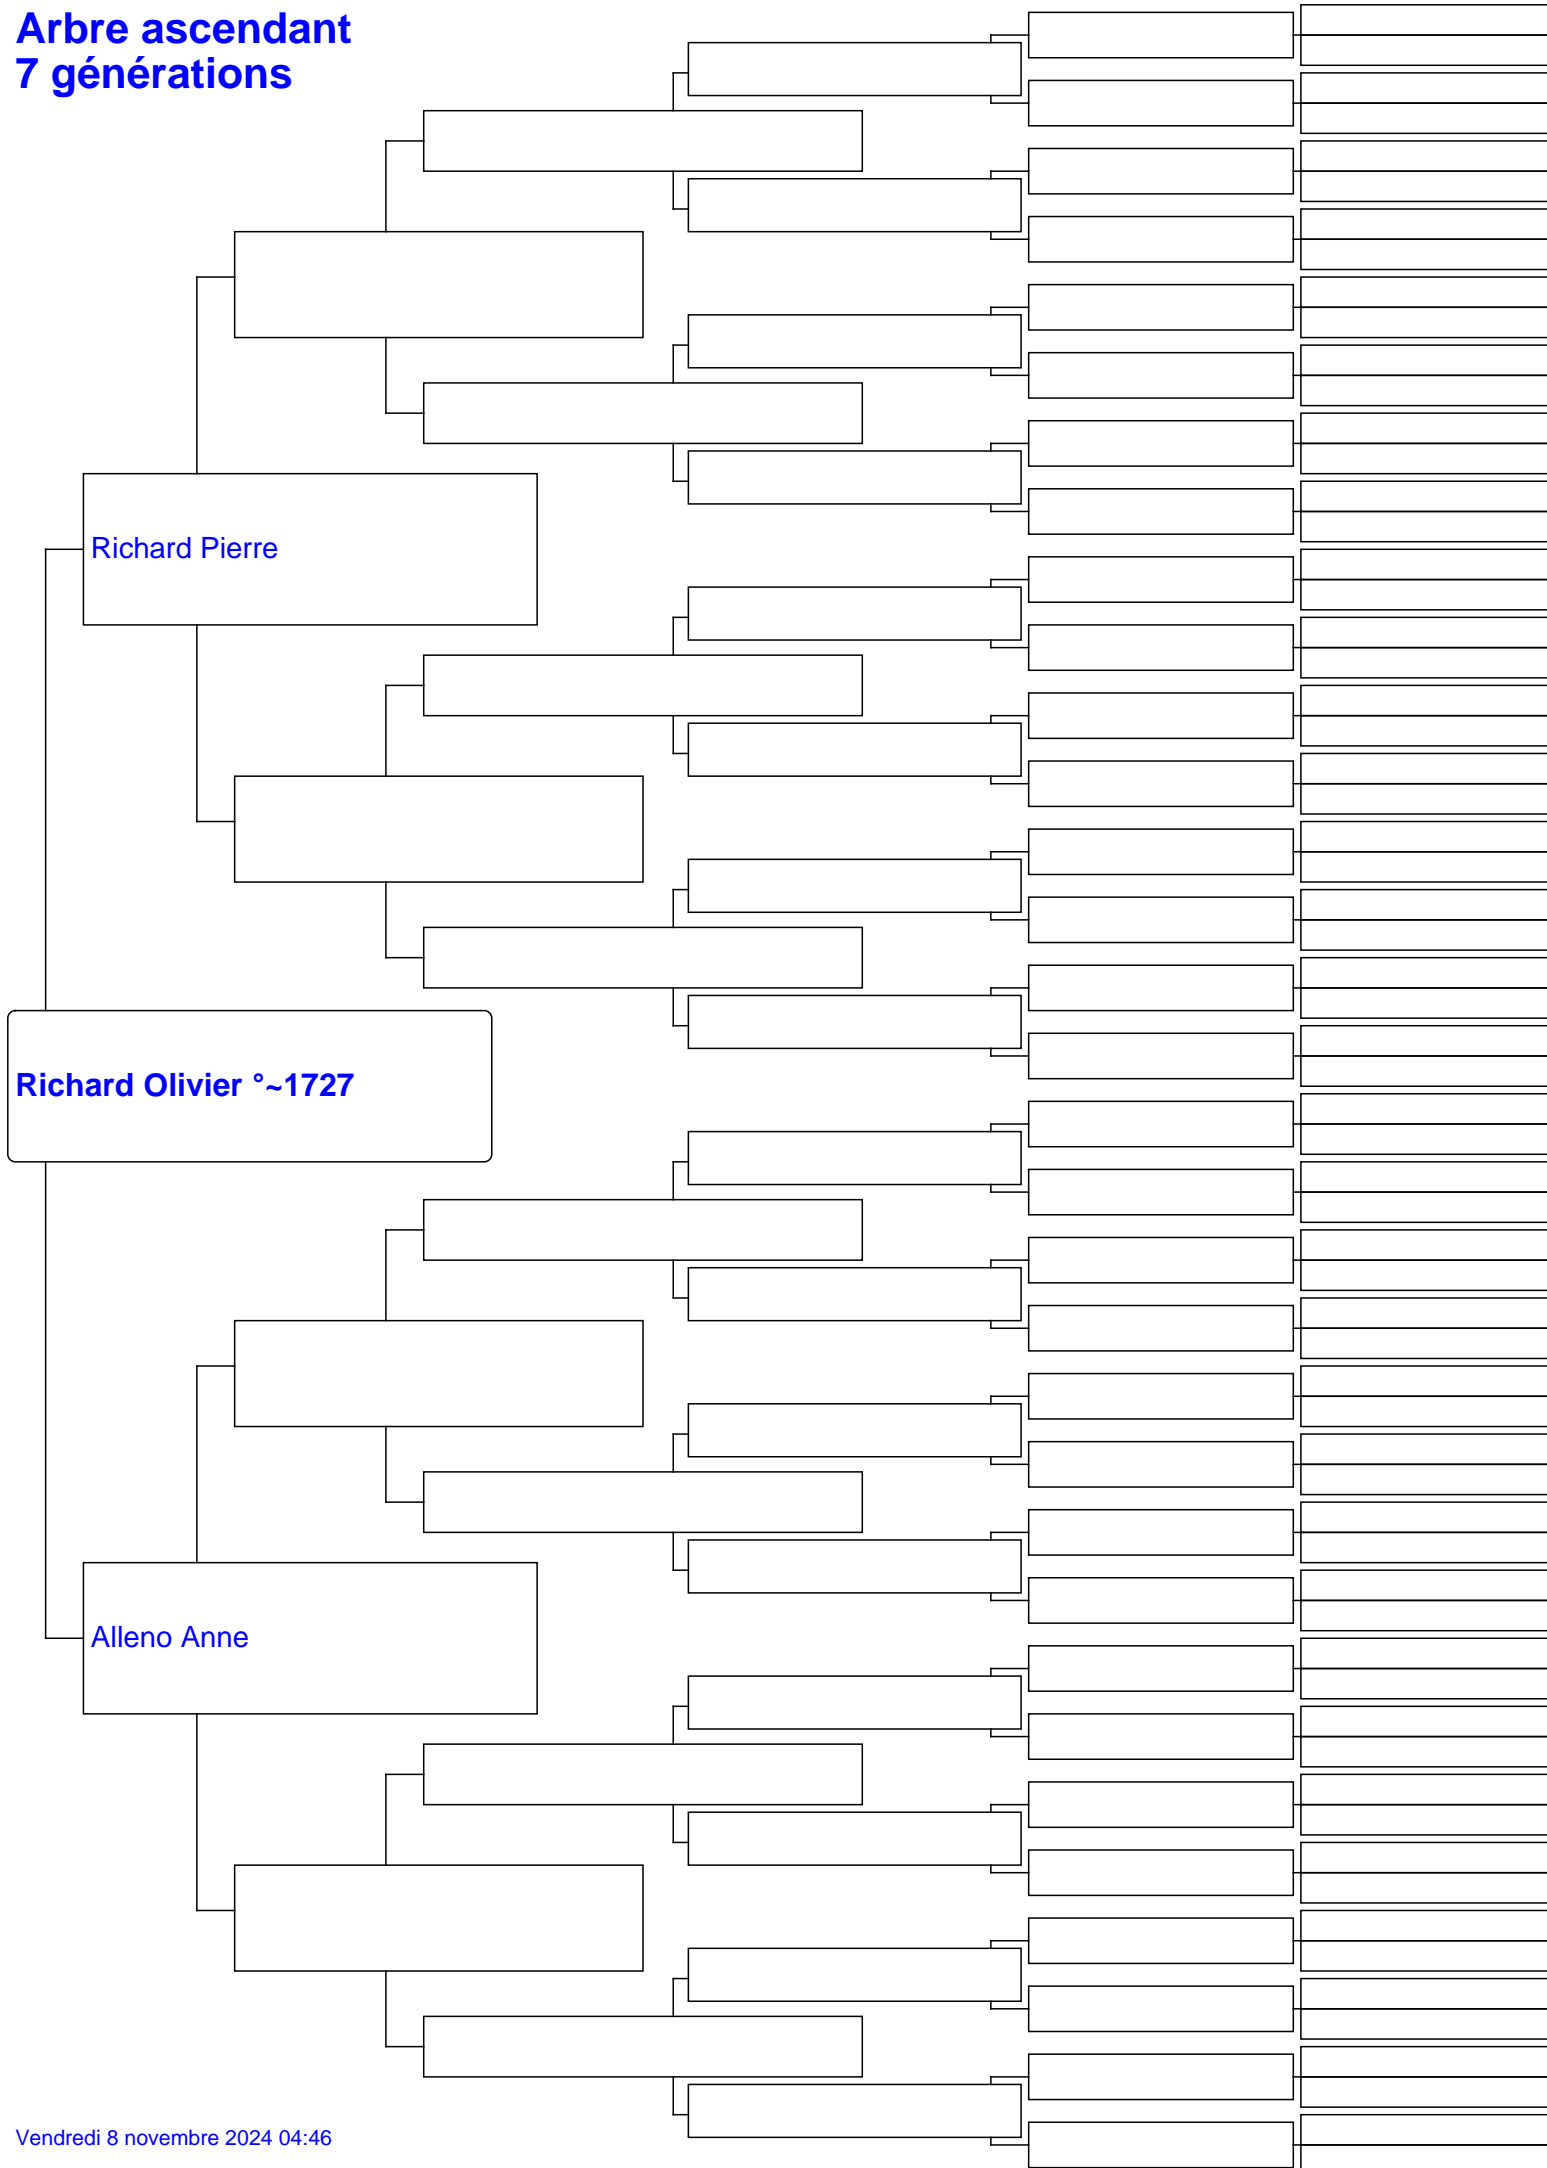 Arbre ascendant
7 générations
Richard Pierre
Richard Olivier °~1727
Alleno Anne
Vendredi 8 novembre 2024 04:46